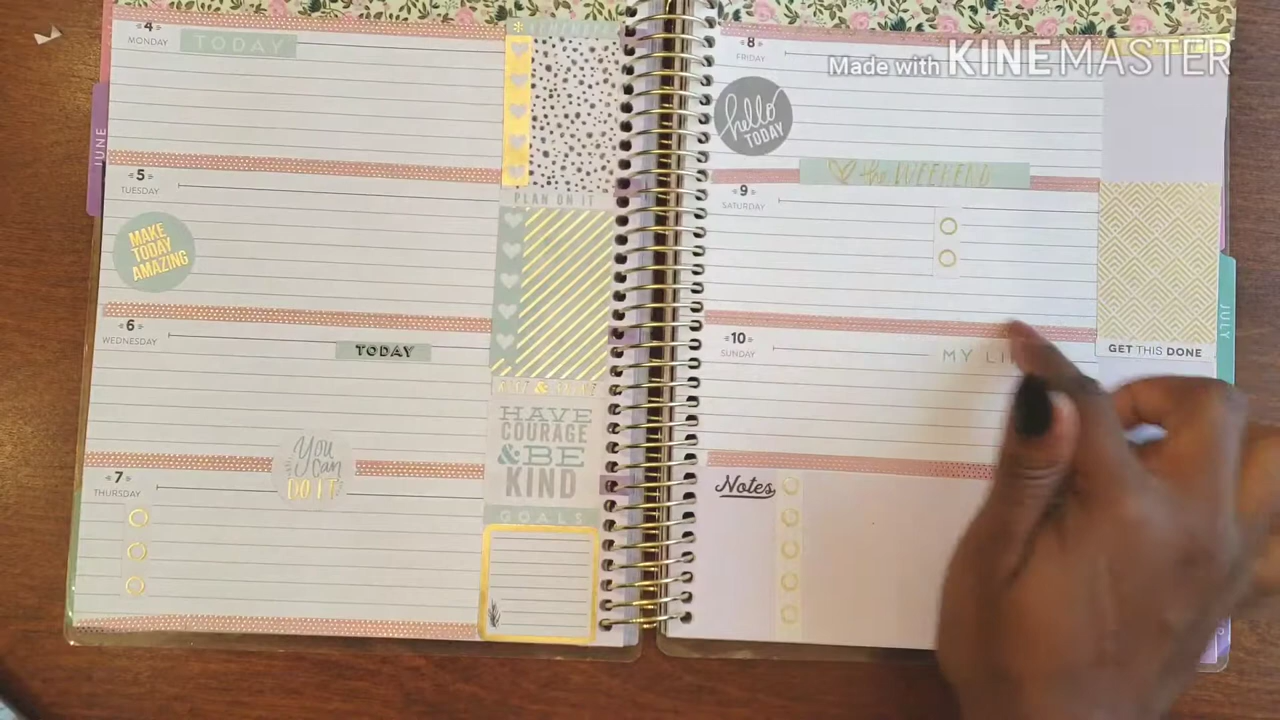 4
MONDAY
TODAY
JUNE
5
TUESDAY
MAKE
TODAY
AMAZING
PLAN ON IT
6
WEDNESDAY
TODAY
You
can
DO IT
HAVE
COURAGE
& BE
KIND
7
THURSDAY
GOALS
8
FRIDAY
Made with KINEMASTER
hello
TODAY
the WEEKEND
9
SATURDAY
JULY
10
SUNDAY
MY
GET THIS DONE
Notes